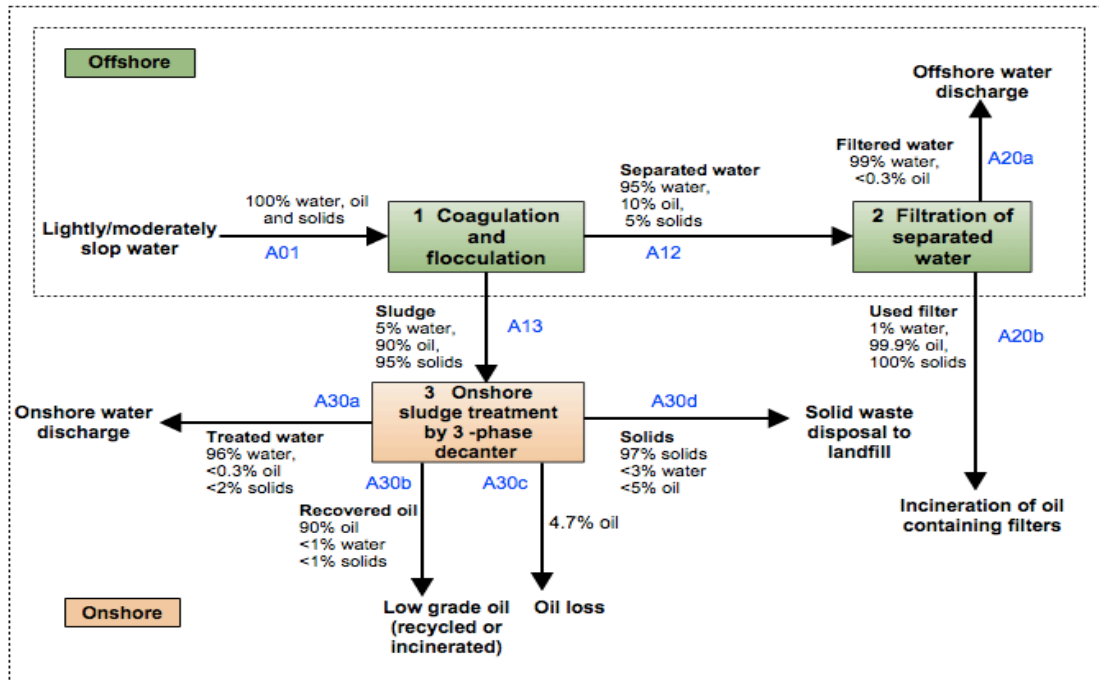 Offshore
Offshore water
discharge
Filtered water
99% water,
<0.3% oil
A20a
Separated water
95% water,
10% oil,
5% solids
100% water, oil
and solids
Lightly/moderately
slop water
A01
1 Coagulation
and
flocculation
A12
2 Filtration of
separated
water
Sludge
5% water,
90% oil,
95% solids
A13
Used filter
1% water,
99.9% oil,
100% solids
A20b
Onshore water
discharge
A30a
Treated water
96% water,
<0.3% oil
<2% solids
3 Onshore
sludge treatment
by 3 -phase
decanter
A30d
Solids
97% solids
<3% water
<5% oil
Solid waste
disposal to
landfill
A30b
Recovered oil
90% oil
<1% water
<1% solids
A30c
4.7% oil
Incineration of oil
containing filters
Onshore
Low grade oil
(recycled or
incinerated)
Oil loss